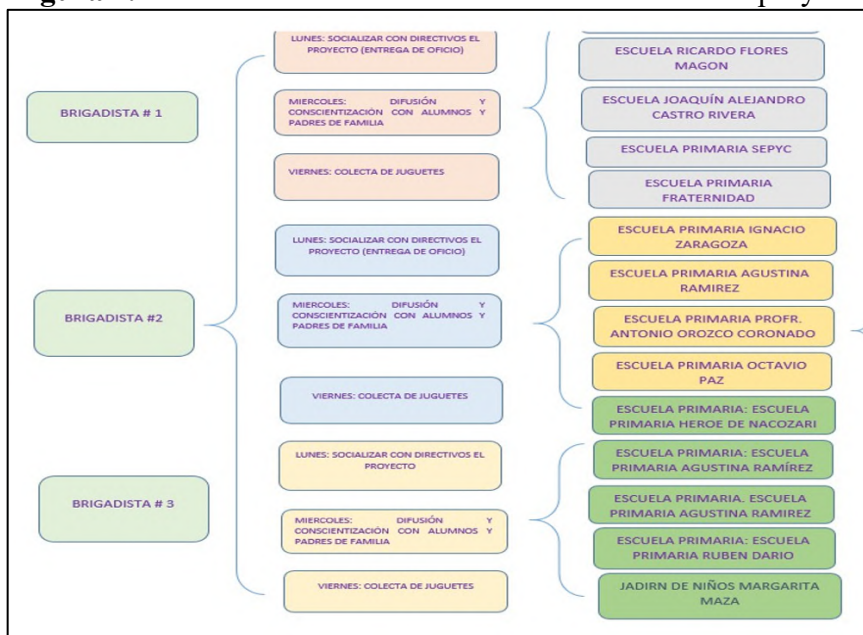 BRIGADISTA # 1
BRIGADISTA #2
BRIGADISTA # 3
LUNES: SOCIALIZAR CON DIRECTIVOS EL
PROYECTO (ENTREGA DE OFICIO)
MIERCOLES: DIFUSIÓN Y
CONSCIENTIZACIÓN CON ALUMNOS Y
PADRES DE FAMILIA
VIERNES: COLECTA DE JUGUETES
LUNES: SOCIALIZAR CON DIRECTIVOS EL
PROYECTO (ENTREGA DE OFICIO)
MIERCOLES: DIFUSIÓN Y
CONSCIENTIZACIÓN CON ALUMNOS Y
PADRES DE FAMILIA
VIERNES: COLECTA DE JUGUETES
LUNES: SOCIALIZAR CON DIRECTIVOS EL
PROYECTO
MIERCOLES: DIFUSIÓN Y
CONSCIENTIZACIÓN CON ALUMNOS Y
PADRES DE FAMILIA
VIERNES: COLECTA DE JUGUETES
ESCUELA RICARDO FLORES
MAGON
ESCUELA JOAQUÍN ALEJANDRO
CASTRO RIVERA
ESCUELA PRIMARIA SEPYC
ESCUELA PRIMARIA
FRATERNIDAD
ESCUELA PRIMARIA IGNACIO
ZARAGOZA
ESCUELA PRIMARIA AGUSTINA
RAMIREZ
ESCUELA PRIMARIA PROFR.
ANTONIO OROZCO CORONADO
ESCUELA PRIMARIA OCTAVIO
PAZ
ESCUELA PRIMARIA: ESCUELA
PRIMARIA HEROE DE NACOZARI
ESCUELA PRIMARIA: ESCUELA
PRIMARIA AGUSTINA RAMÍREZ
ESCUELA PRIMARIA. ESCUELA
PRIMARIA AGUSTINA RAMIREZ
ESCUELA PRIMARIA: ESCUELA
PRIMARIA RUBEN DARIO
JADIRN DE NIÑOS MARGARITA
MAZA